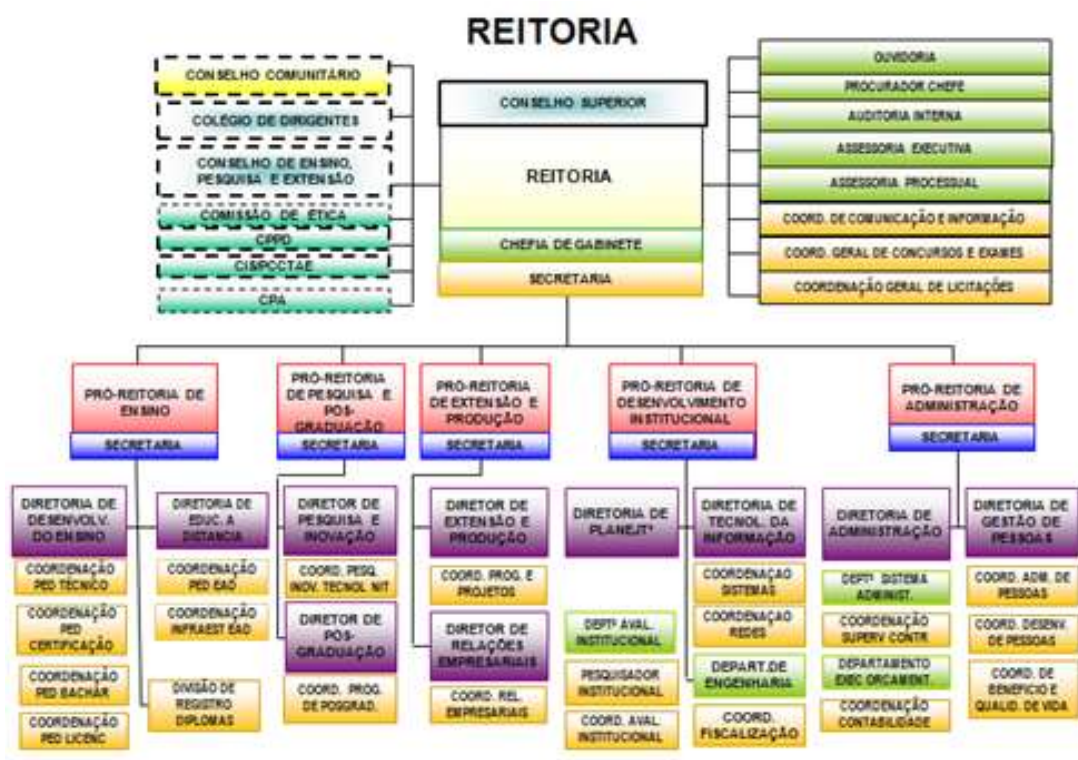 REITORIA
CONSELHO COMUNITÁRIO
COLÉGIO DE DIRIGENTES
CONSELHO DE ENSINO,
PESQUISA E EXTENSÃO
COMISSÃO DE ÉTICA
CPPD
CIS/PCCTAE
CPA
CONSELHO SUPERIOR
REITORIA
CHEFIA DE GABINETE
SECRETARIA
OUVIDORIA
PROCURADOR CHEFE
AUDITORIA INTERNA
ASSESSORIA EXECUTIVA
ASSESSORIA PROCESSUAL
COORD. DE COMUNICAÇÃO E INFORMAÇÃO
COORD. GERAL DE CONCURSOS E EXAMES
COORDENAÇÃO GERAL DE LICITAÇÕES
PRÓ-REITORIA DE
ENSINO
SECRETARIA
PRÓ-REITORIA
DE PESQUISA E
PÓS-
GRADUAÇÃO
SECRETARIA
PRÓ-REITORIA
DE EXTENSÃO E
PRODUÇÃO
SECRETARIA
PRÓ-REITORIA DE
DESENVOLVIMENTO
INSTITUCIONAL
SECRETARIA
PRÓ-REITORIA DE
ADMINISTRAÇÃO
SECRETARIA
DIRETORIA DE
DESENVOLV.
DO ENSINO
COORDENAÇÃO
PED TÉCNICO
COORDENAÇÃO
PED
CERTIFICAÇÃO
COORDENAÇÃO
PED BACHAR
COORDENAÇÃO
PED LICENC
DIRETORIA DE
EDUC. A
DISTANCIA
COORDENAÇÃO
PED EAD
COORDENAÇÃO
INFRAEST EAD
DIVISÃO DE
REGISTRO
DIPLOMAS
DIRETOR DE
PESQUISA E
INOVAÇÃO
COORD. PESQ.
INOV. TECNOL. NIT
DIRETOR DE
PÓS-
GRADUAÇÃO
COORD. PROG.
DE POSGRAD.
DIRETOR DE
EXTENSÃO E
PRODUÇÃO
COORD. PROG. E
PROJETOS
DIRETOR DE
RELAÇÕES
EMPRESARIAIS
COORD. REL.
EMPRESARIAIS
DIRETORIA DE
PLANEJTº
DEPTº AVAL.
INSTITUCIONAL
PESQUISADOR
INSTITUCIONAL
COORD. AVAL.
INSTITUCIONAL
DIRETORIA DE
TECNOL. DA
INFORMAÇÃO
COORDENAÇAO
SISTEMAS
COORDENAÇAO
REDES
DEPART.DE
ENGENHARIA
COORD.
FISCALIZAÇÃO
DIRETORIA DE
ADMINISTRAÇÃO
DEPTº SISTEMA
ADMINIST.
COORDENAÇÃO
SUPERV CONTR
DEPARTAMENTO
EXEC ORÇAMENT.
COORDENAÇÃO
CONTABILIDADE
DIRETORIA DE
GESTÃO DE
PESSOAS
COORD. ADM. DE
PESSOAS
COORD. DESENV.
DE PESSOAS
COORD. DE
BENEFICIO E
QUALID. DE VIDA